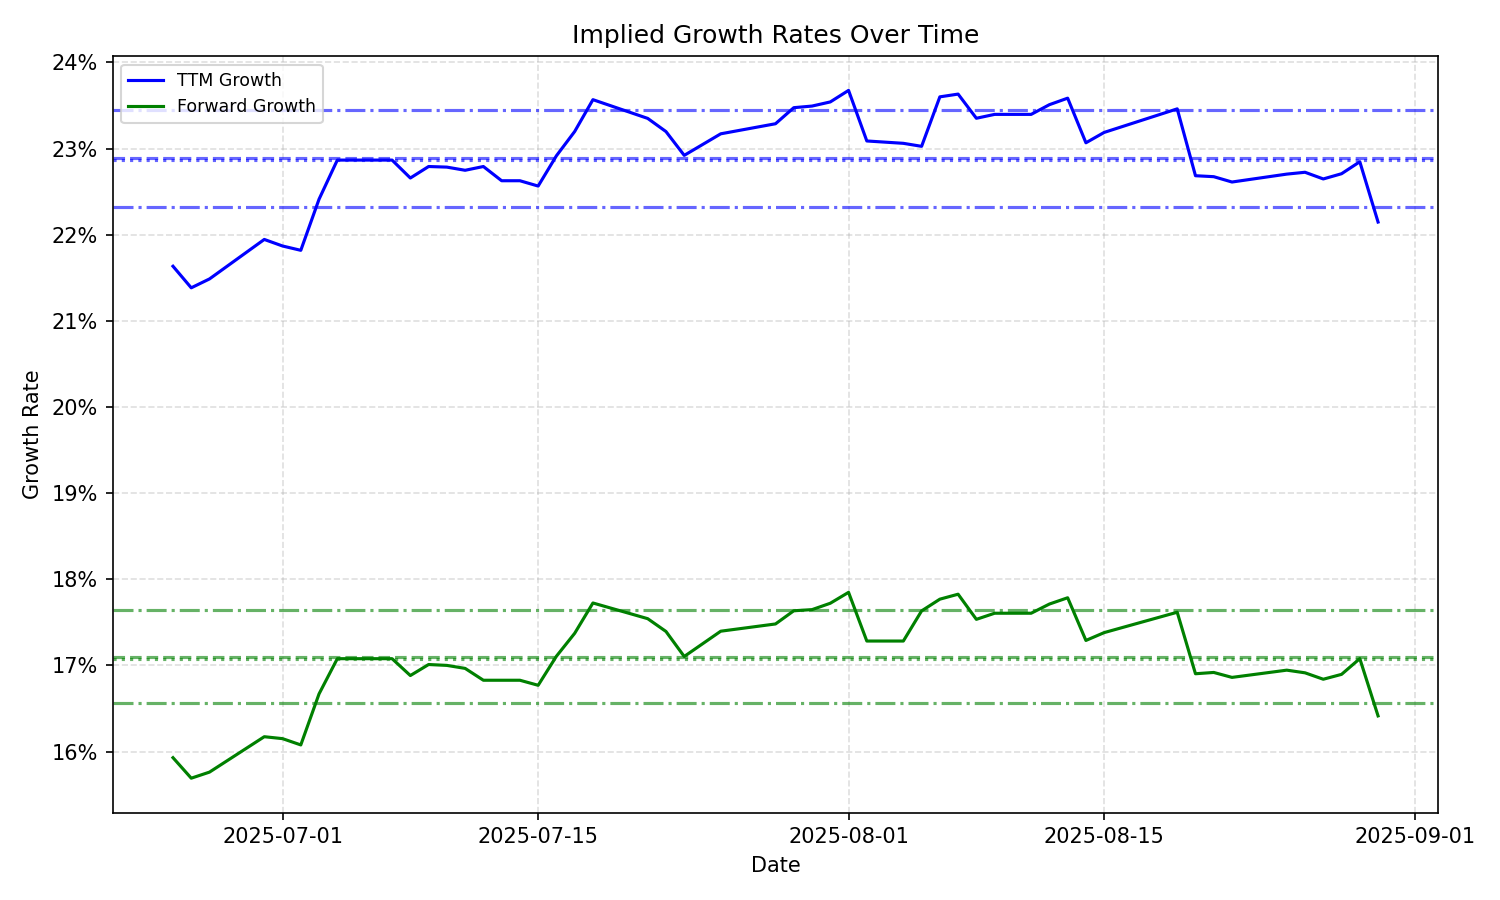 Implied Growth Rates Over Time
TTM Growth
Forward Growth
24%
23%
22%
21%
20%
19%
18%
17%
16%
Growth Rate
2025-07-01
2025-07-15
2025-08-01
2025-08-15
2025-09-01
Date